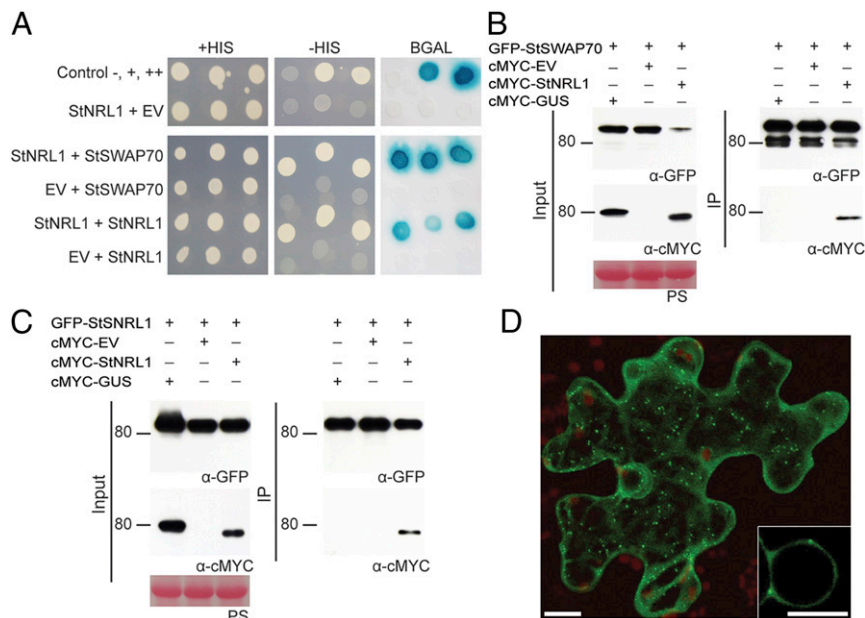 A
+HIS -HIS BGAL
Control -, +, ++
StNRL1 + EV
StNRL1 + StSWAP70
EV + StSWAP70
StNRL1 + StNRL1
EV + StNRL1
B
GFP-StSWAP70 + + + + + +
cMYC-EV – + – – + –
cMYC-StNRL1 – – + – – +
cMYC-GUS + – – + – –
Input
80
α-GFP
80
α-cMYC
PS
IP
80
α-GFP
80
α-cMYC
C
GFP-StSNRL1 + + + + + +
cMYC-EV – + – – + –
cMYC-StNRL1 – – + – – +
cMYC-GUS + – – + – –
Input
80
α-GFP
80
α-cMYC
PS
IP
80
α-GFP
80
α-cMYC
D